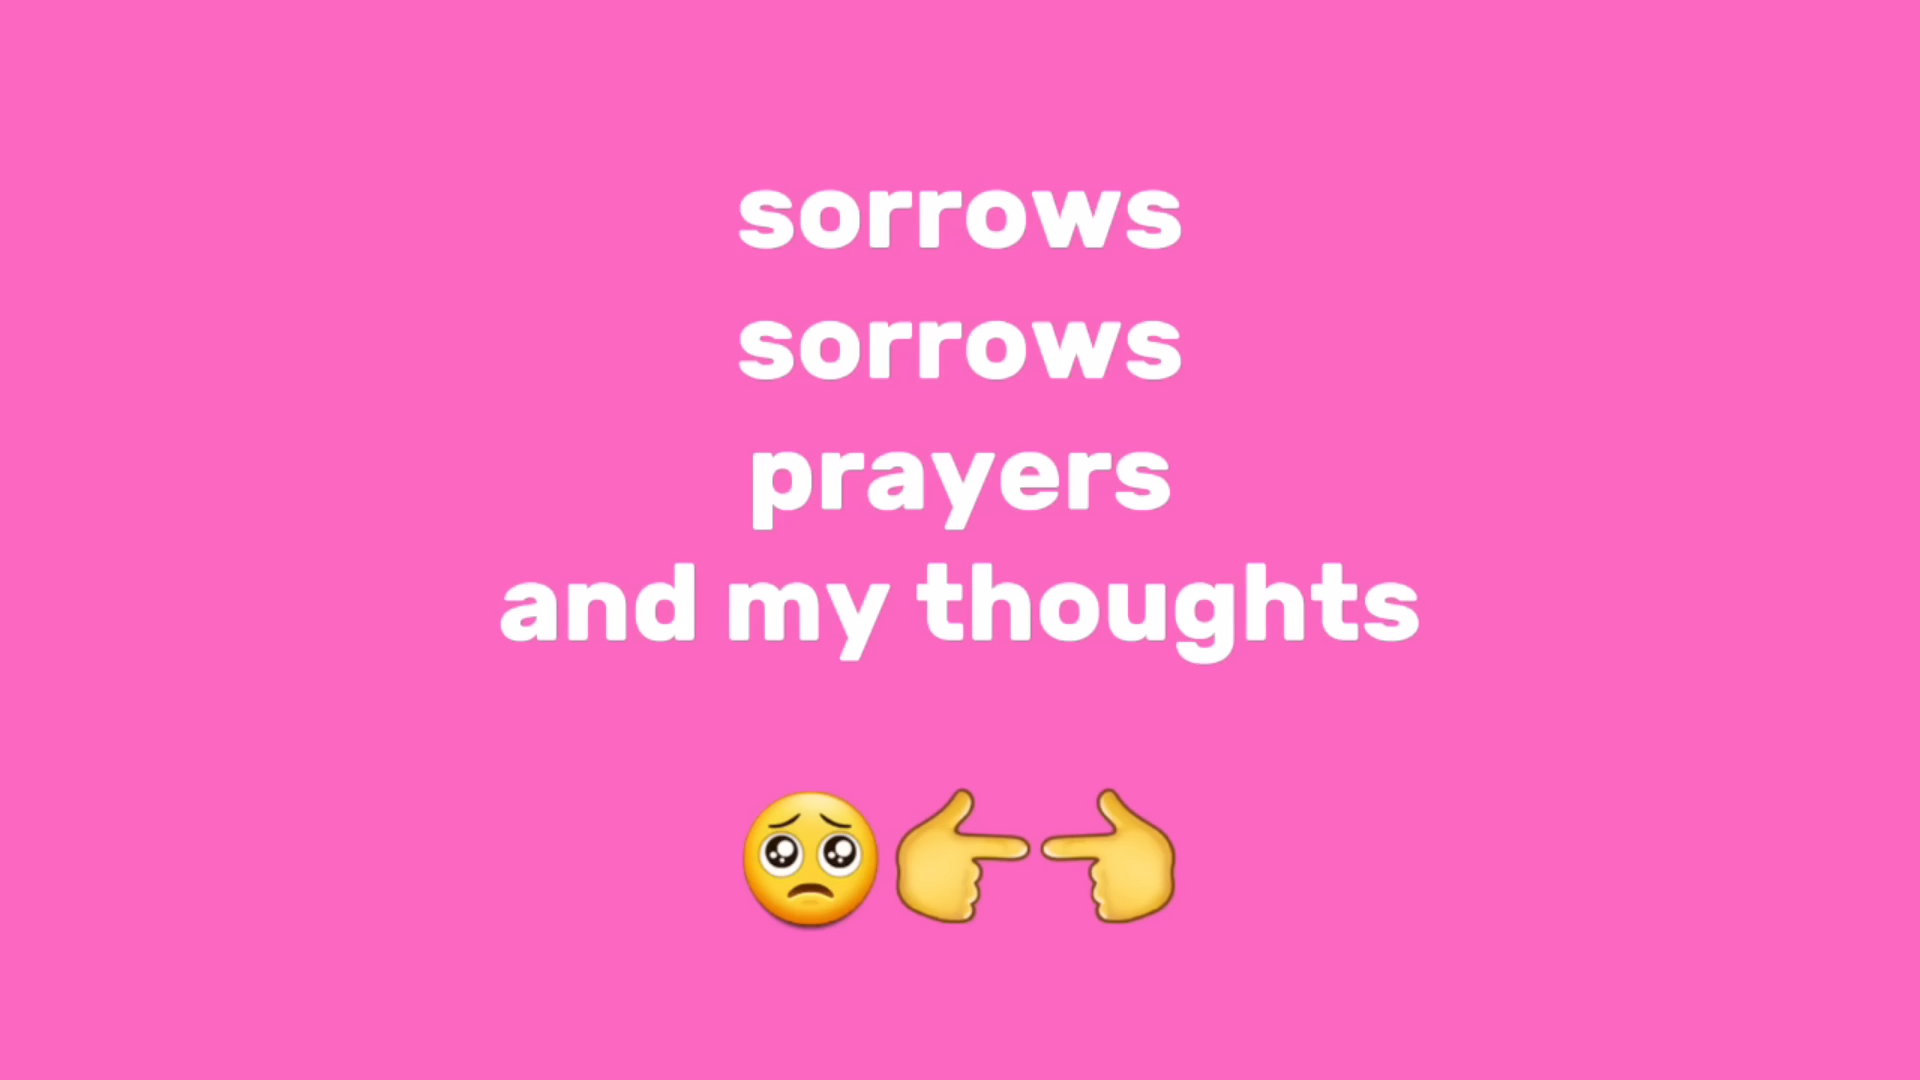 sorrows
sorrows
prayers
and my thoughts
🥺👉👈